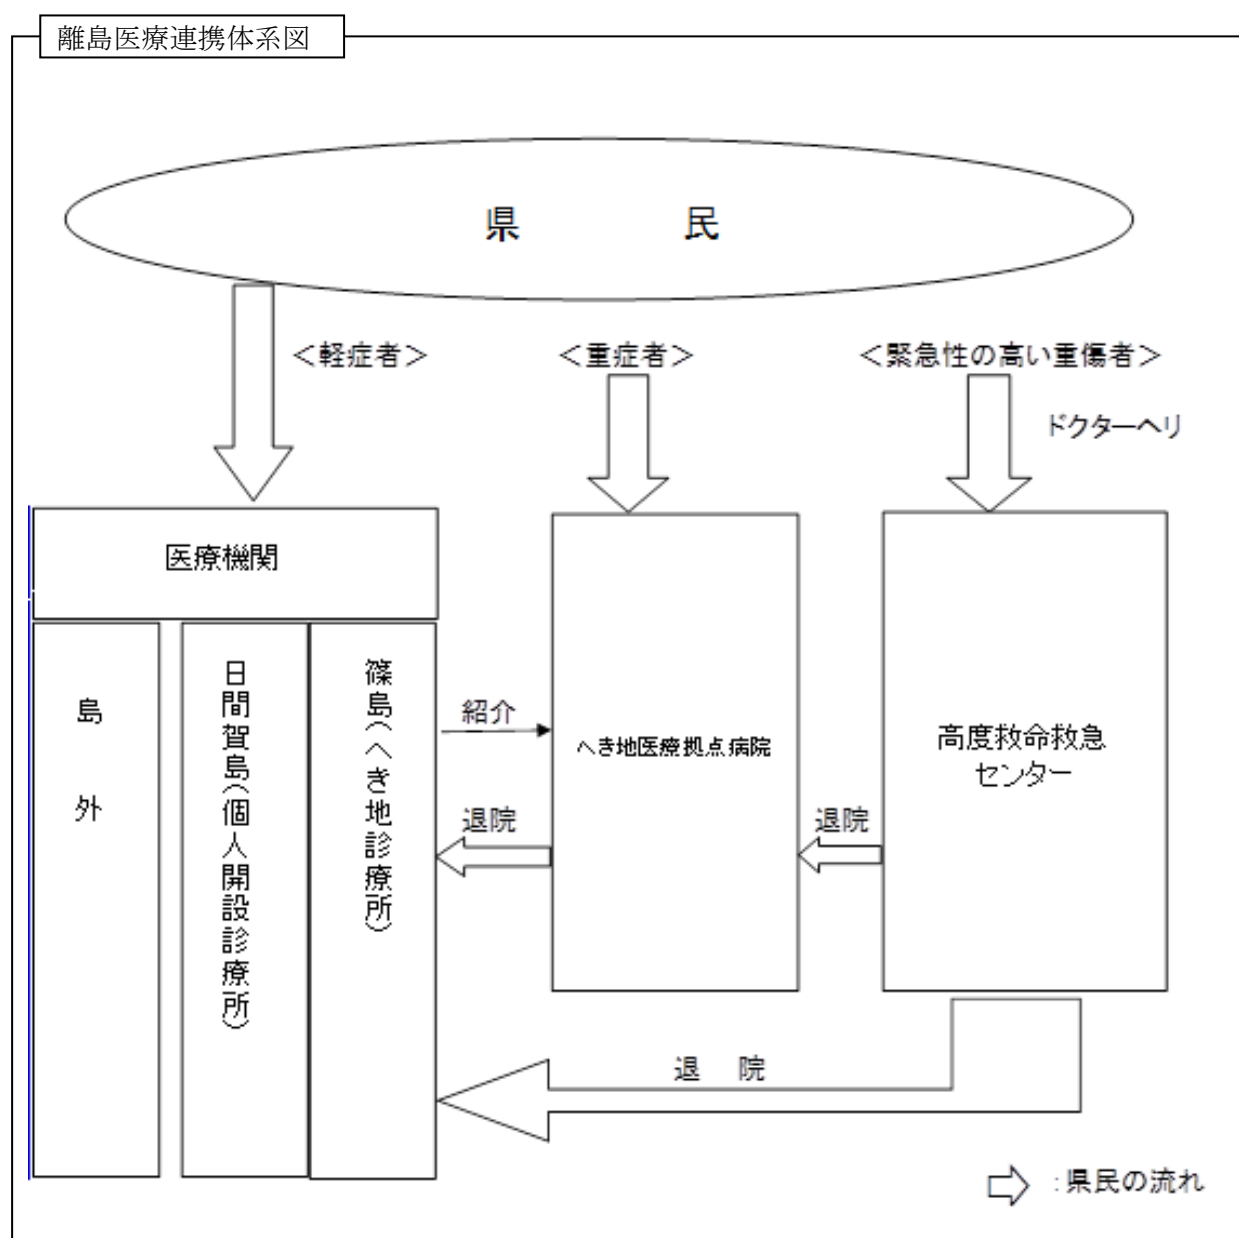 離島医療連携体系図
県 民
＜軽症者＞
＜重症者＞
＜緊急性の高い重傷者＞
ドクターヘリ
医療機関
島外
日間賀島(個人開設診療所)
篠島(へき地診療所)
紹介
退院
へき地医療拠点病院
退院
高度救命救急
センター
退 院
：県民の流れ